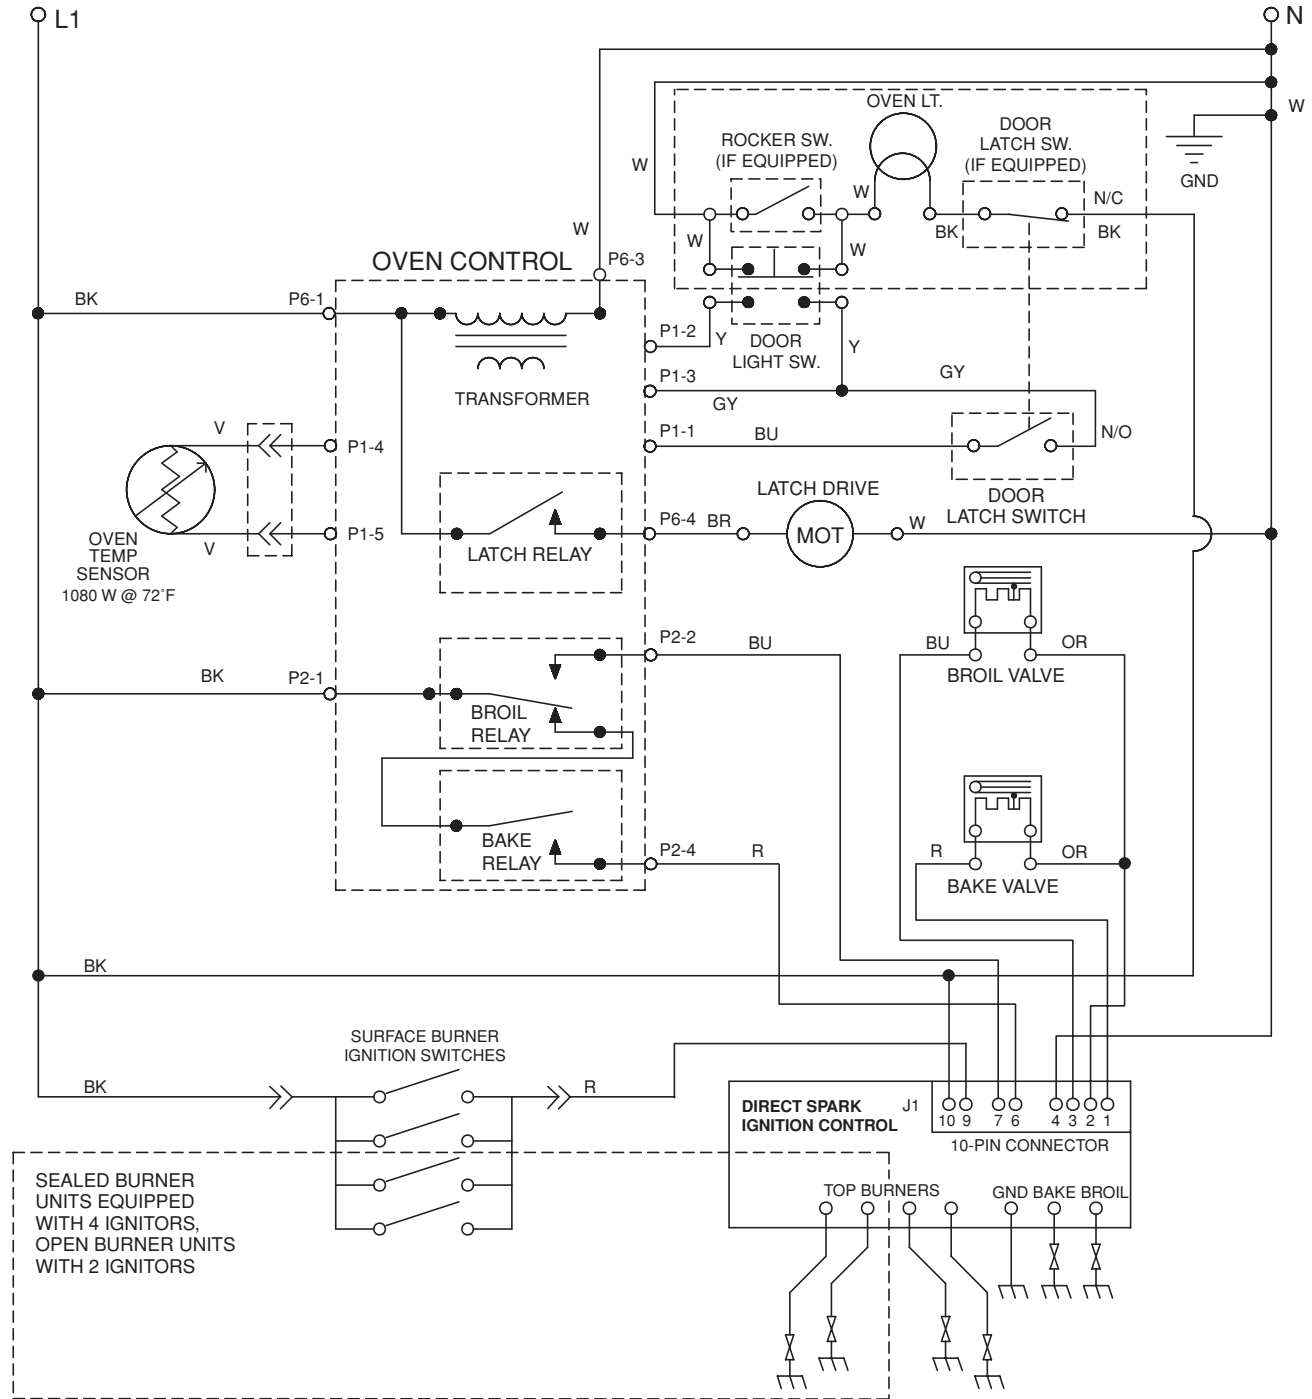 L1
N
OVEN LT.
W
ROCKER SW.
(IF EQUIPPED)
DOOR
LATCH SW.
(IF EQUIPPED)
W
W
GND
N/C
BK
BK
W
W
W
OVEN CONTROL
P6-3
BK
P6-1
P1-2
Y
DOOR
LIGHT SW.
Y
TRANSFORMER
P1-3
GY
GY
V
P1-4
P1-1
BU
N/O
LATCH DRIVE
DOOR
LATCH SWITCH
OVEN
TEMP
SENSOR
1080 W @ 72˚F
V
P1-5
LATCH RELAY
P6-4
BR
MOT
W
BK
P2-1
P2-2
BU
BU
OR
BROIL VALVE
BROIL
RELAY
BAKE
RELAY
P2-4
R
R
OR
BAKE VALVE
BK
SURFACE BURNER
IGNITION SWITCHES
BK
R
DIRECT SPARK
IGNITION CONTROL
J1
10 9 7 6 4 3 2 1
10-PIN CONNECTOR
TOP BURNERS
GND BAKE BROIL
SEALED BURNER
UNITS EQUIPPED
WITH 4 IGNITORS,
OPEN BURNER UNITS
WITH 2 IGNITORS